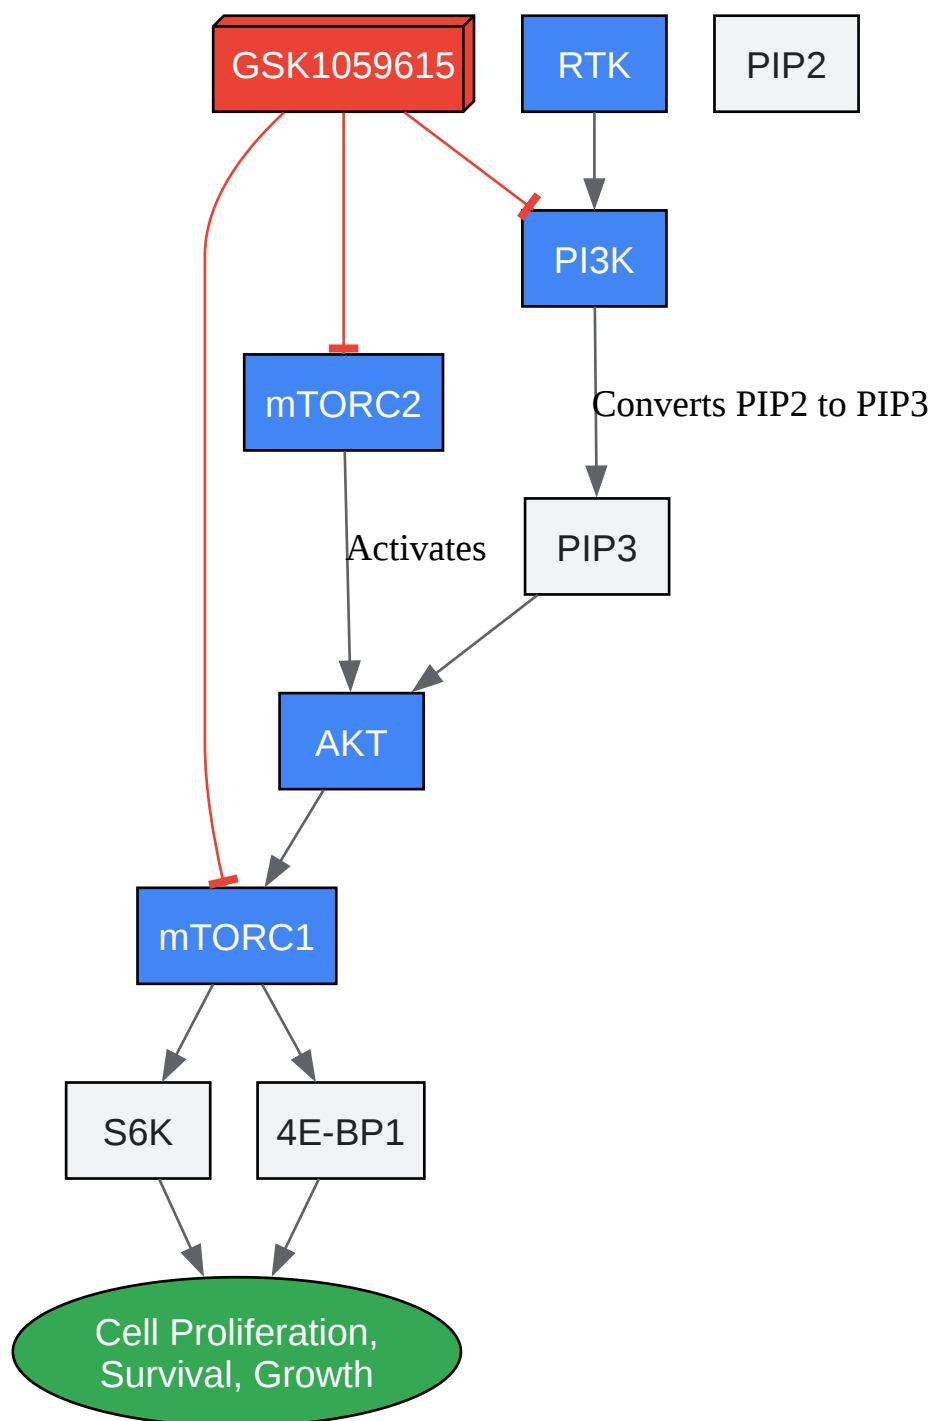 GSK1059615
RTK
PIP2
PI3K
mTORC2
Converts PIP2 to PIP3
Activates
PIP3
AKT
mTORC1
S6K
4E-BP1
Cell Proliferation,
Survival, Growth